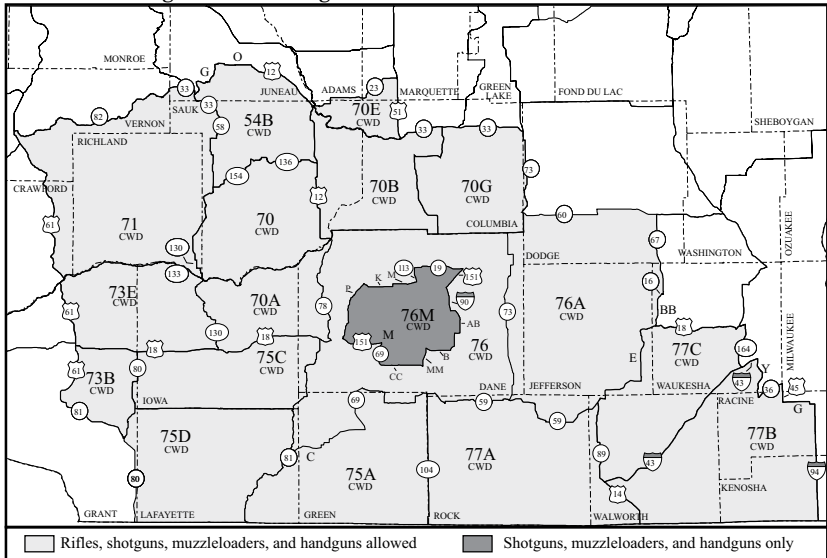 MONROE
G
O
12
33
JUNEAU
ADAMS
23
MARQUETTE
GREEN
LAKE
FOND DU LAC
82
VERNON
SAUK
33
58
54B
CWD
70E
CWD
51
33
33
SHEBOYGAN
RICHLAND
CRAWFORD
154
136
12
70B
CWD
70G
CWD
73
61
71
CWD
70
CWD
COLUMBIA
60
130
133
DODGE
67
WASHINGTON
OZAUKEE
73E
CWD
70A
CWD
78
P
K
M
113
19
151
90
76M
CWD
76
CWD
73
76A
CWD
16
BB
61
130
18
151
M
69
AB
B
MM
CC
18
77C
CWD
164
MILWAUKEE
18
75C
CWD
E
61
73B
CWD
80
DANE
JEFFERSON
WAUKESHA
43
Y
36
45
RACINE
G
81
IOWA
69
59
59
75D
CWD
81
C
75A
CWD
104
77A
CWD
89
43
77B
CWD
80
14
KENOSHA
94
GRANT
LAFAYETTE
GREEN
ROCK
WALWORTH
Rifles, shotguns, muzzleloaders, and handguns allowed
Shotguns, muzzleloaders, and handguns only